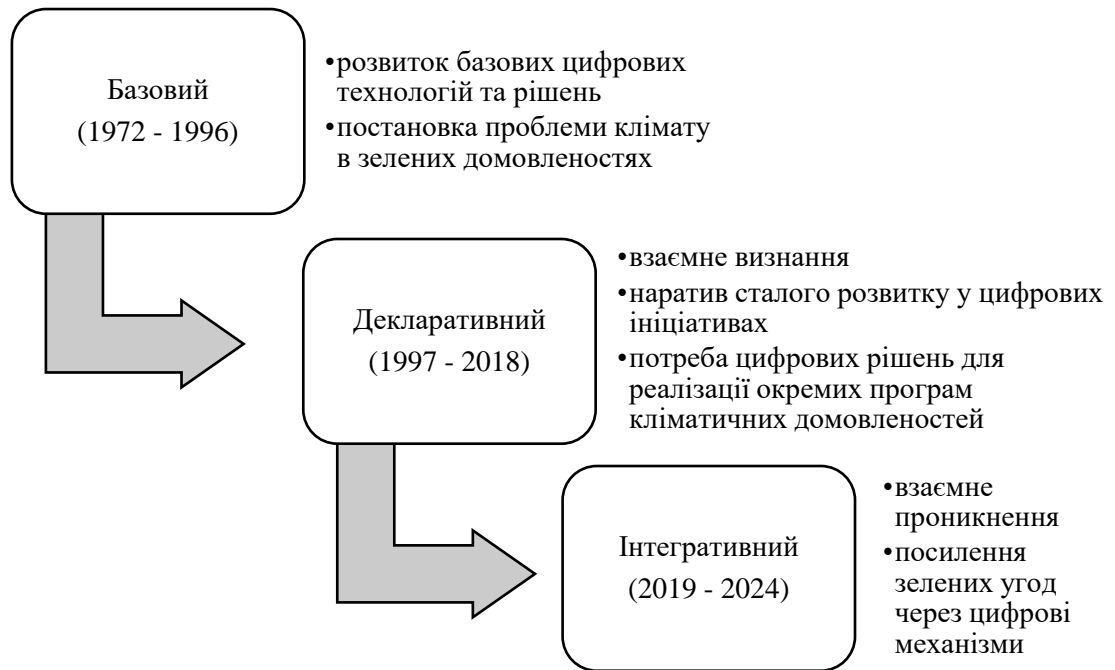 Базовий
(1972 - 1996)
•розвиток базових цифрових
технологій та рішень
•постановка проблеми клімату
в зелених домовленостях
Декларативний
(1997 - 2018)
•взаємне визнання
•наратив сталого розвитку у цифрових
ініціативах
•потреба цифрових рішень для
реалізації окремих програм
кліматичних домовленостей
Інтегративний
(2019 - 2024)
•взаємне
проникнення
•посилення
зелених угод
через цифрові
механізми